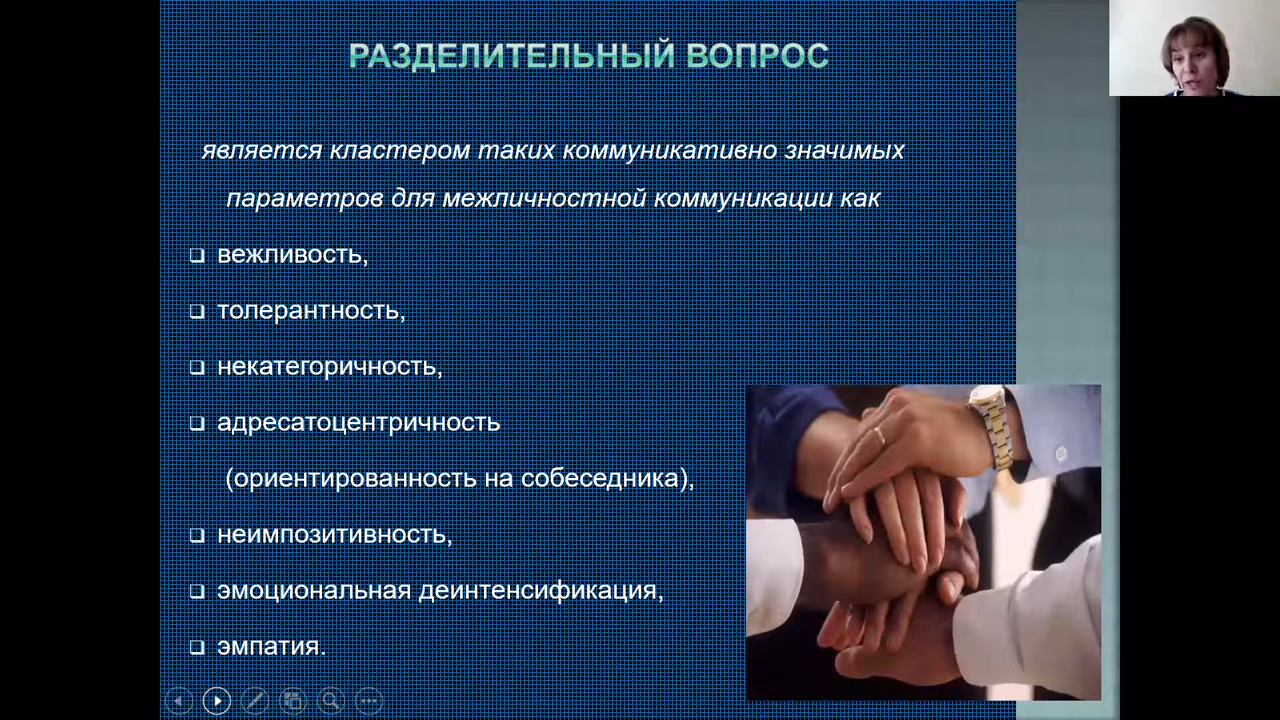 РАЗДЕЛИТЕЛЬНЫЙ ВОПРОС
является кластером таких коммуникативно значимых
параметров для межличностной коммуникации как
вежливость,
толерантность,
некатегоричность,
адресатоцентричность
(ориентированность на собеседника),
неимпозитивность,
эмоциональная деинтенсификация,
эмпатия.